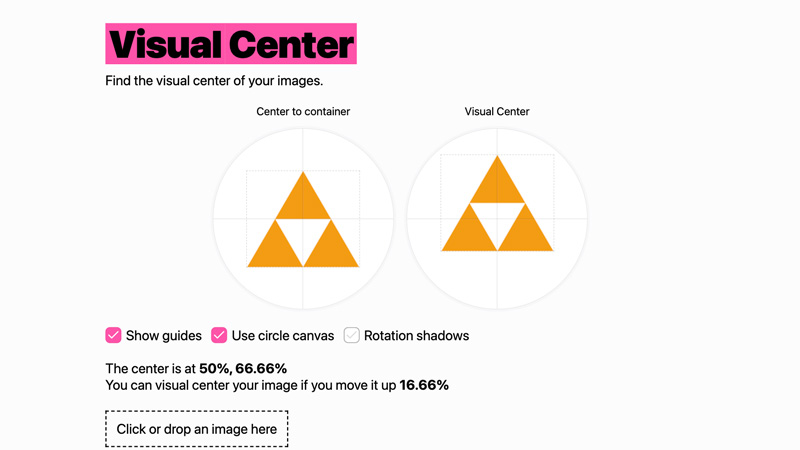 Visual Center
Find the visual center of your images.
Center to container
Visual Center
Show guides
Use circle canvas
Rotation shadows
The center is at 50%, 66.66%
You can visual center your image if you move it up 16.66%
Click or drop an image here